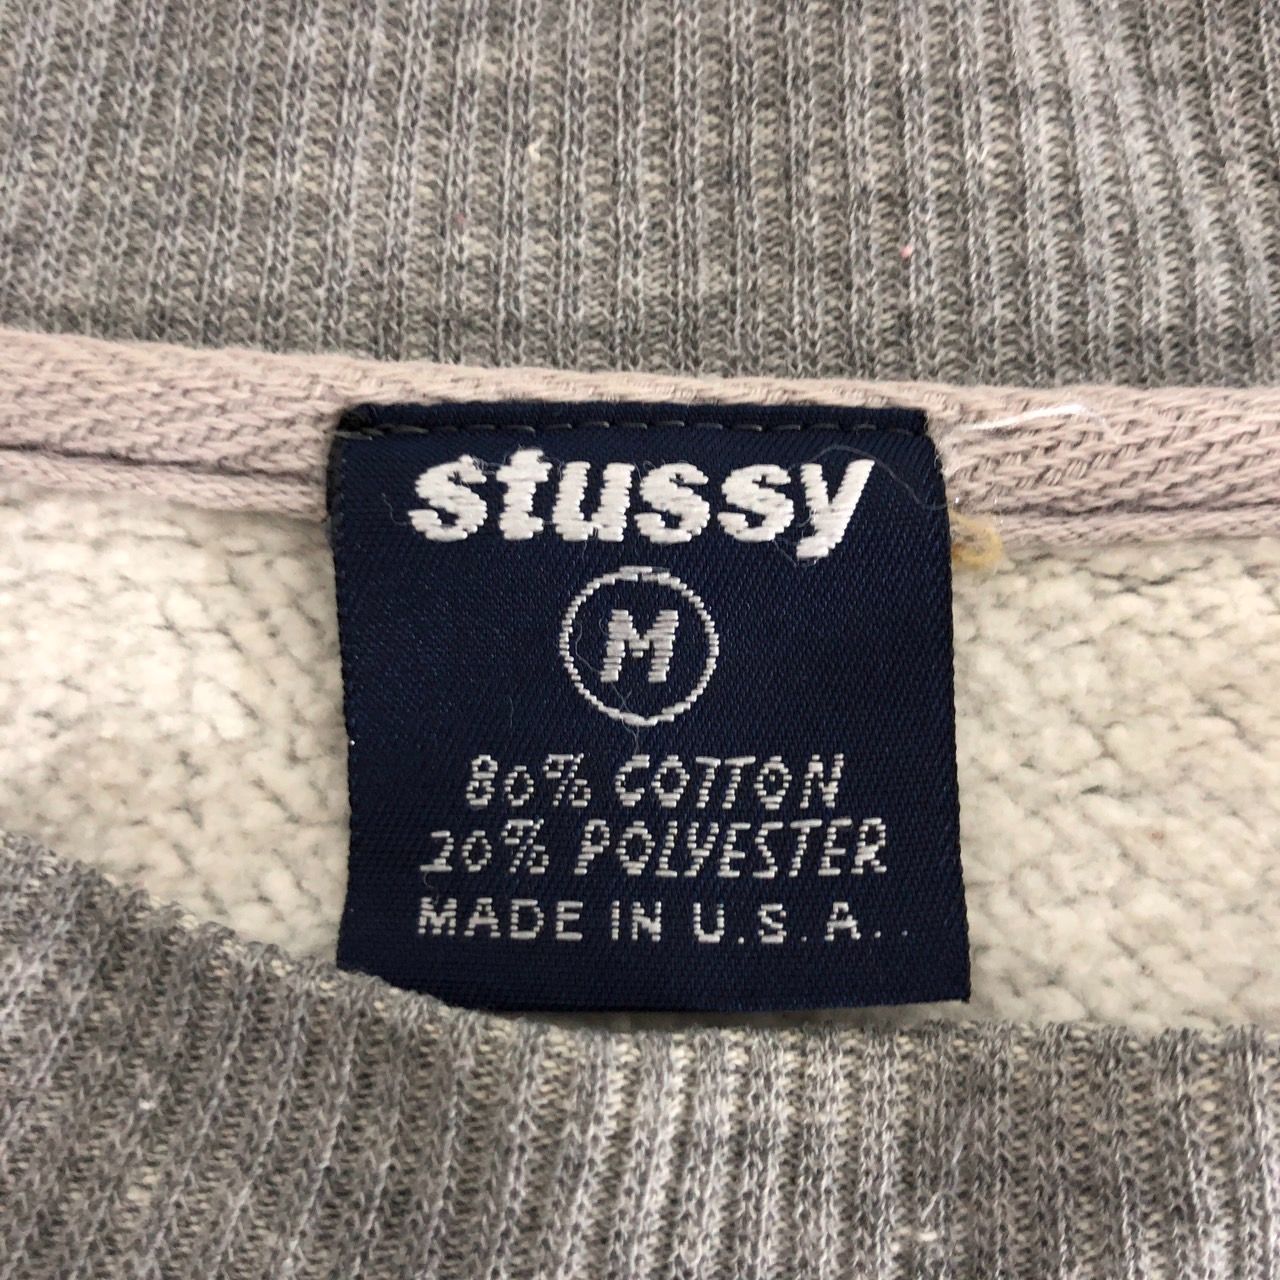 stussy
M
80% COTTON
20% POLYESTER
MADE IN U.S.A..